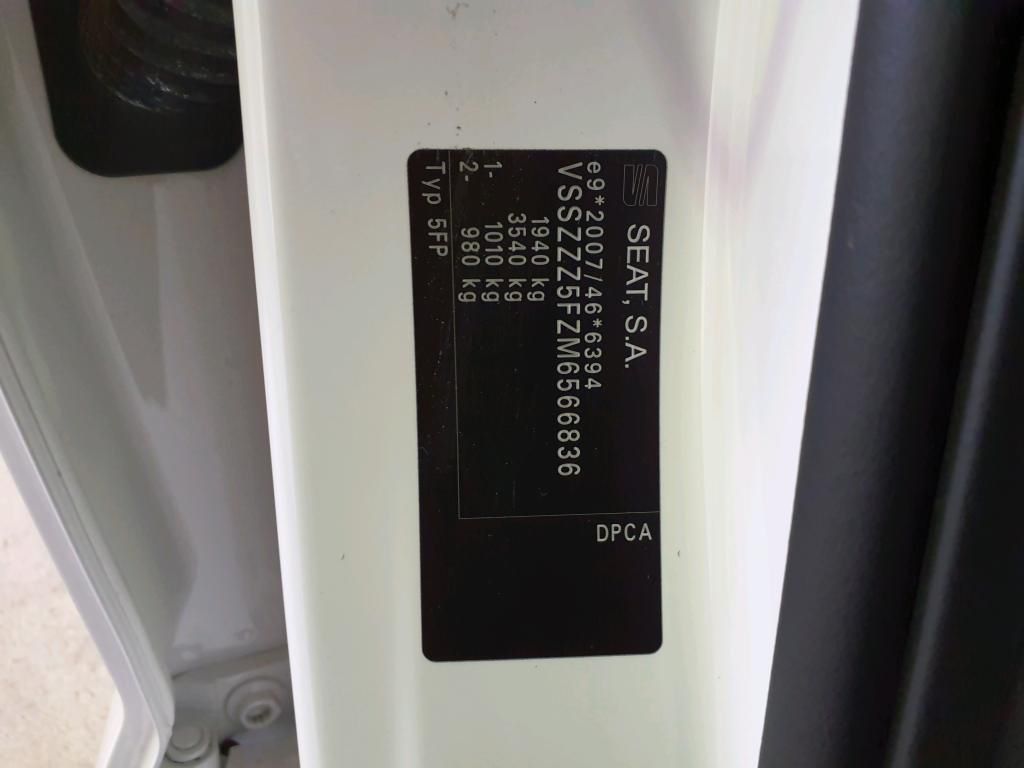 SEAT, S.A.
e9*2007/46*6394
VSSZZZ5FZM6566836
1940 kg
3540 kg
1- 1010 kg
2- 980 kg
Typ 5FP
DPCA